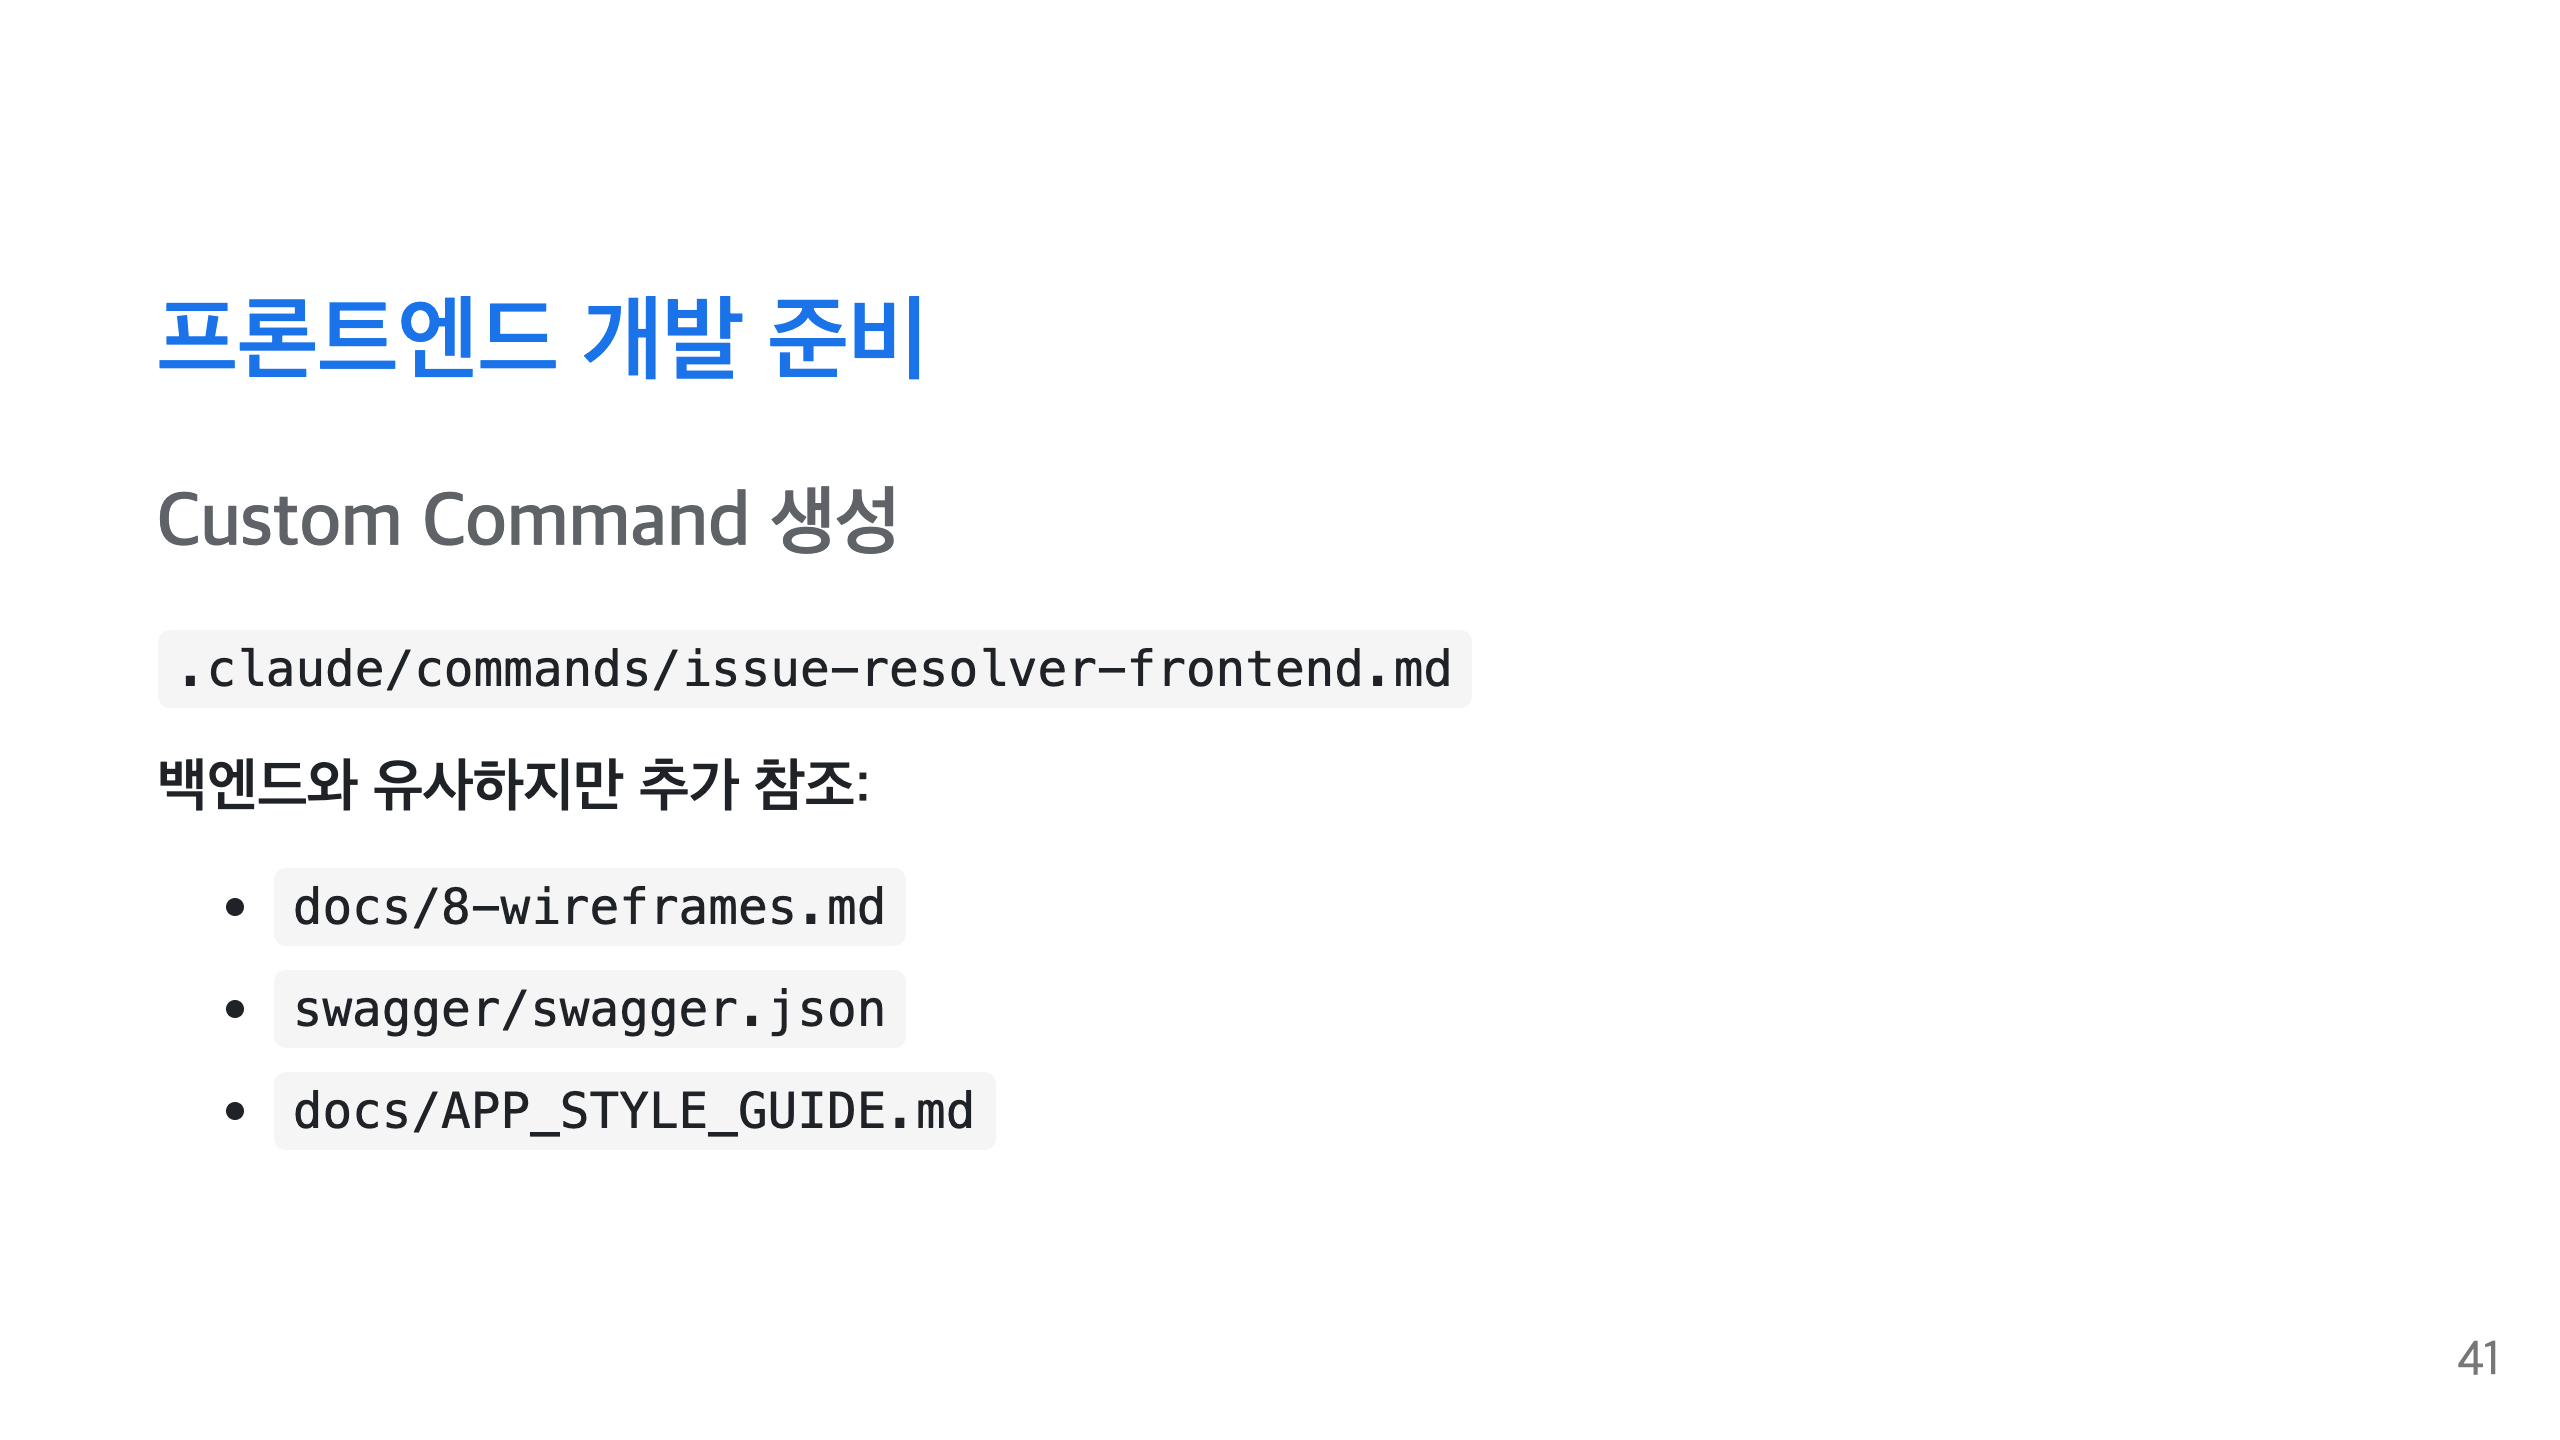 프론트엔드 개발 준비
Custom Command 생성
.claude/commands/issue-resolver-frontend.md
백엔드와 유사하지만 추가 참조:
• docs/8-wireframes.md
• swagger/swagger.json
• docs/APP_STYLE_GUIDE.md
41